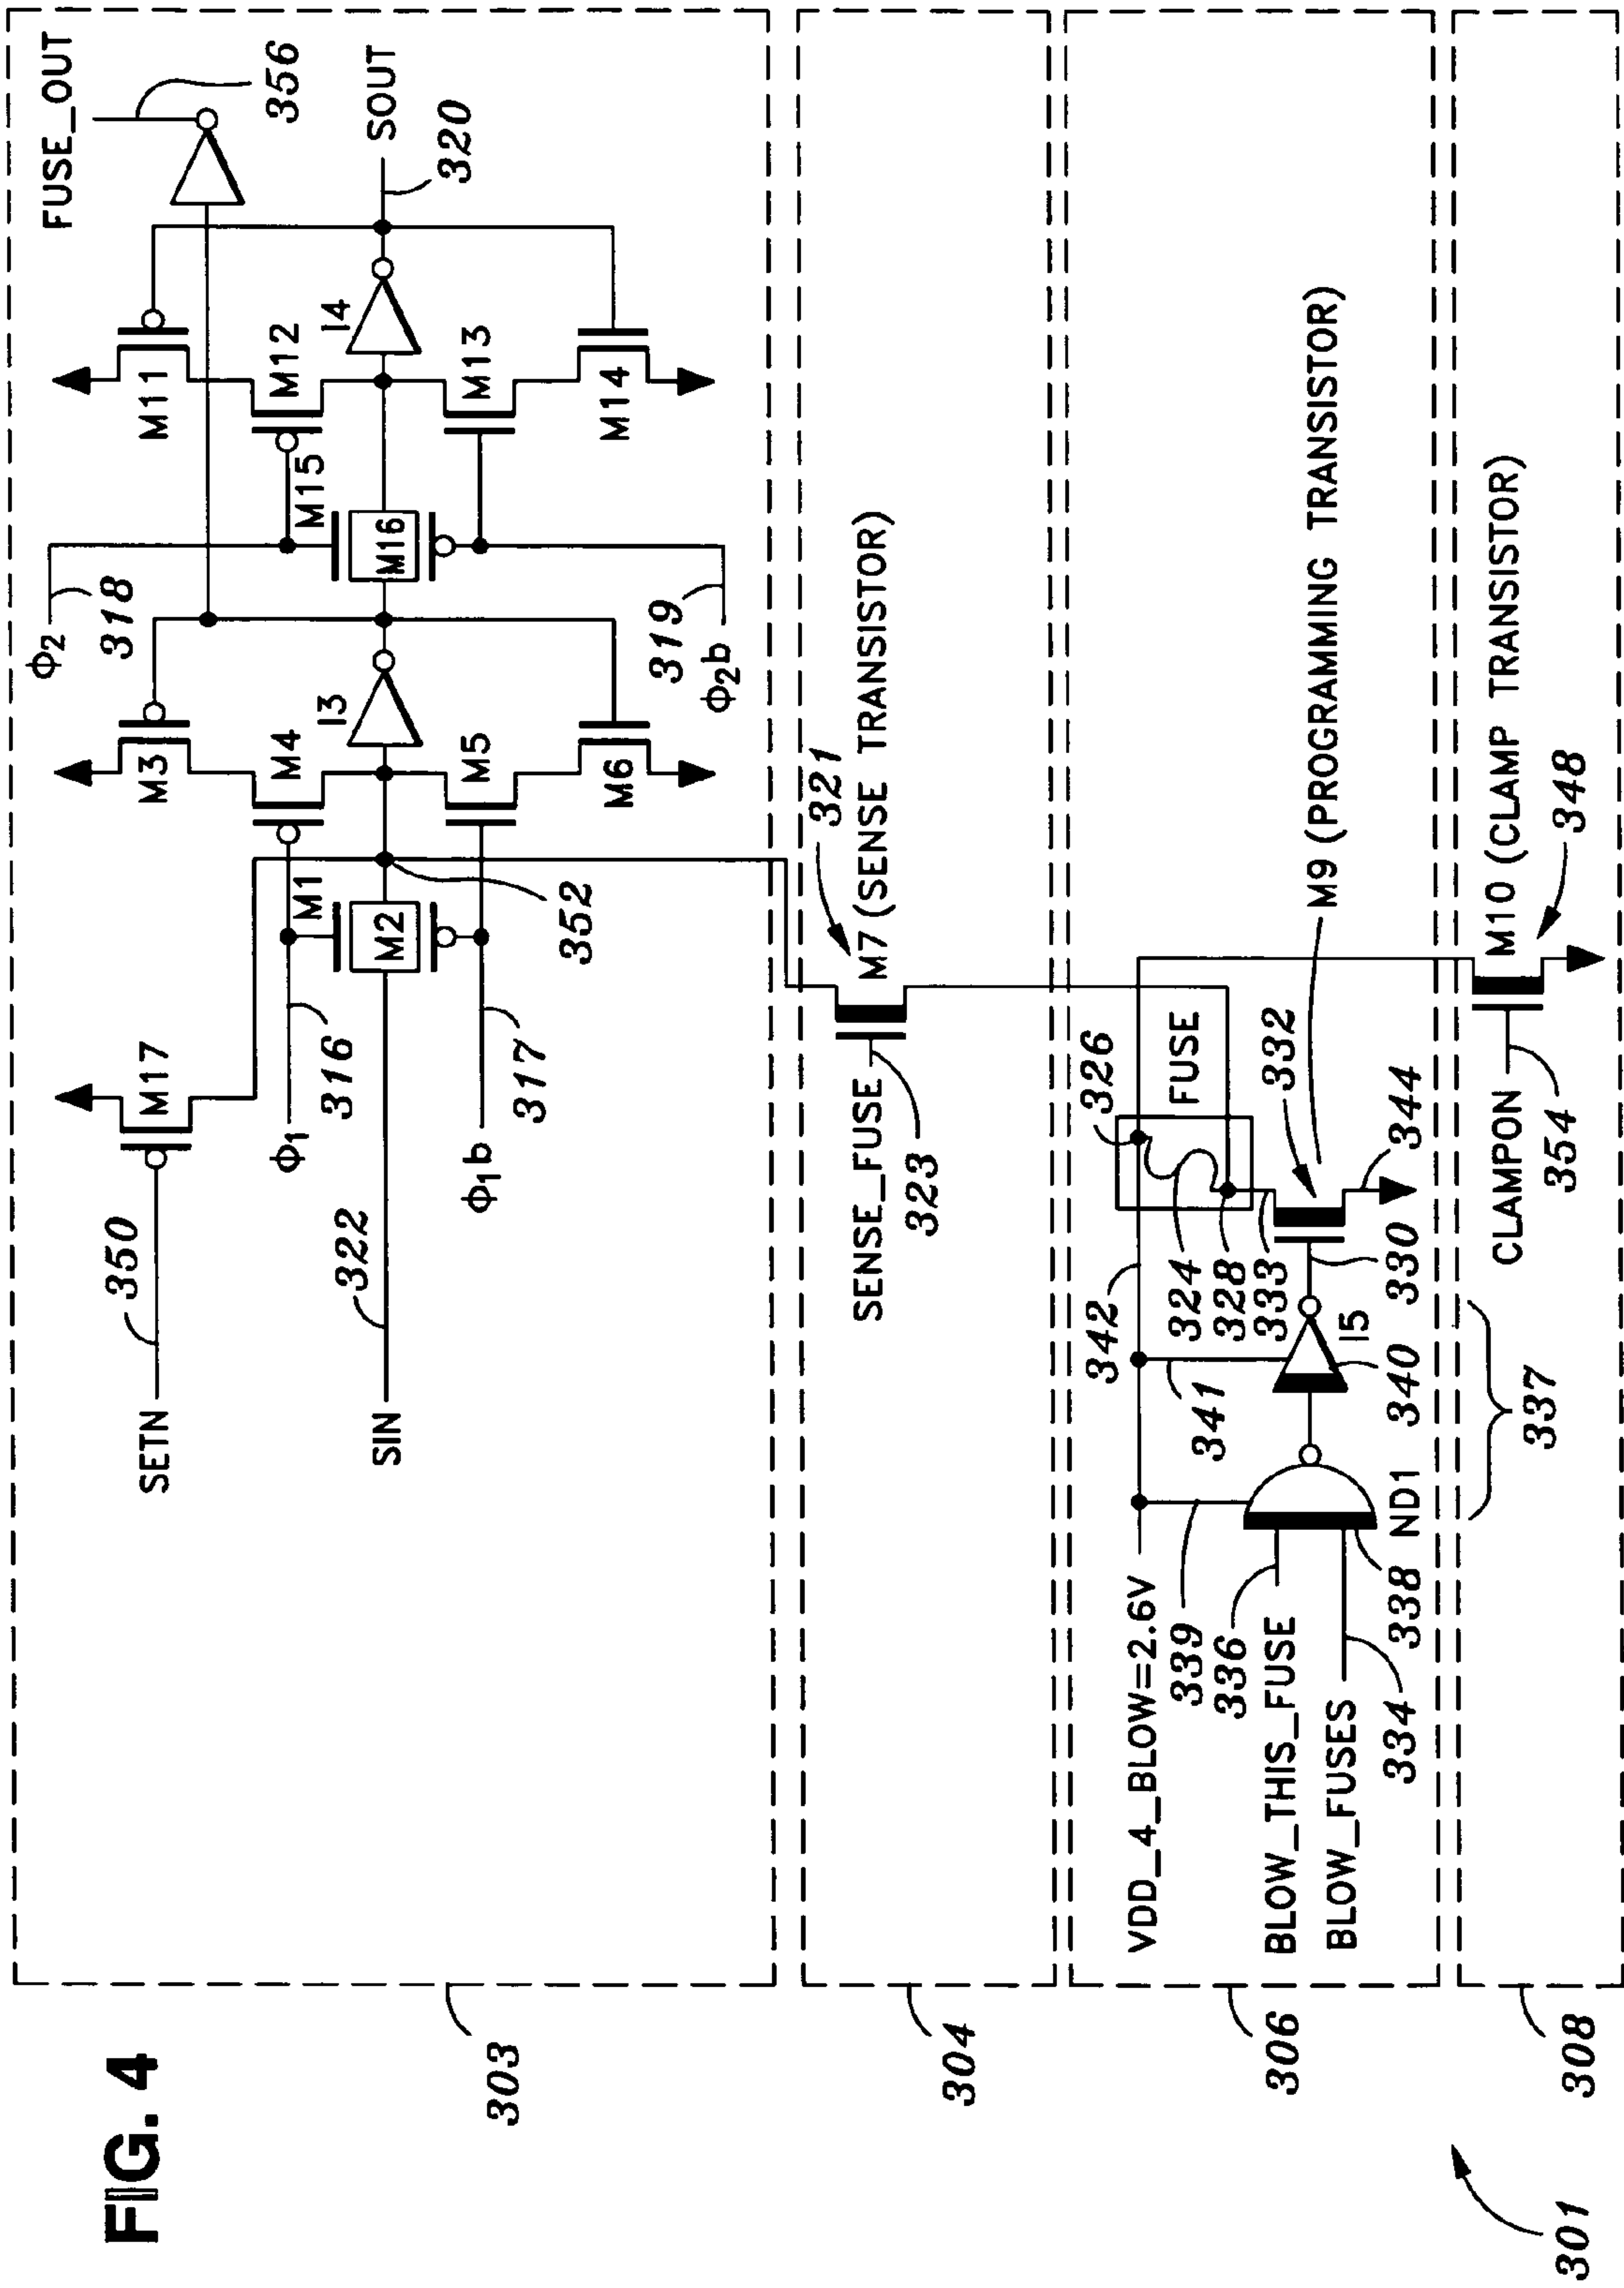 FIG. 4
303
SETN
350
M17
SIN
322
ϕ1
316
ϕ1b
317
M1
M2
352
M3
M4
M5
M6
I3
ϕ2
318
ϕ2b
319
M15
M16
M11
M12
M13
M14
I4
FUSE_OUT
356
SOUT
320
304
SENSE_FUSE
323
321
M7 (SENSE TRANSISTOR)
306
VDD_4_BLOW=2.6V
339
BLOW_THIS_FUSE
336
BLOW_FUSES
334
338
ND1
342
341
340
I5
337
324
328
333
330
326
FUSE
332
344
M9 (PROGRAMMING TRANSISTOR)
308
CLAMPON
354
M10 (CLAMP TRANSISTOR)
348
301